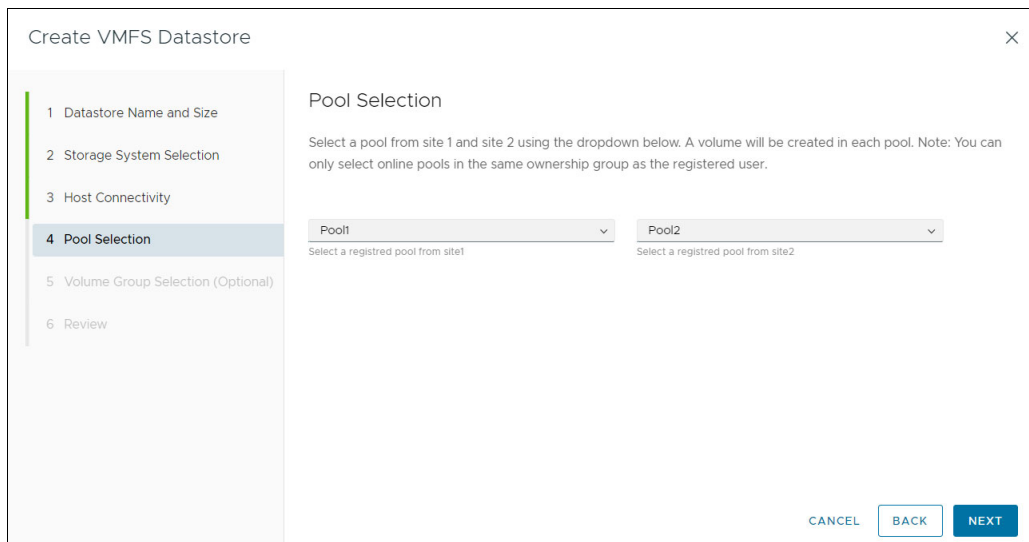 Create VMFS Datastore
1 Datastore Name and Size
2 Storage System Selection
3 Host Connectivity
4 Pool Selection
5 Volume Group Selection (Optional)
6 Review
Pool Selection
Select a pool from site 1 and site 2 using the dropdown below. A volume will be created in each pool. Note: You can
only select online pools in the same ownership group as the registered user.
Pool1
Select a registred pool from site1
Pool2
Select a registred pool from site2
CANCEL
BACK
NEXT